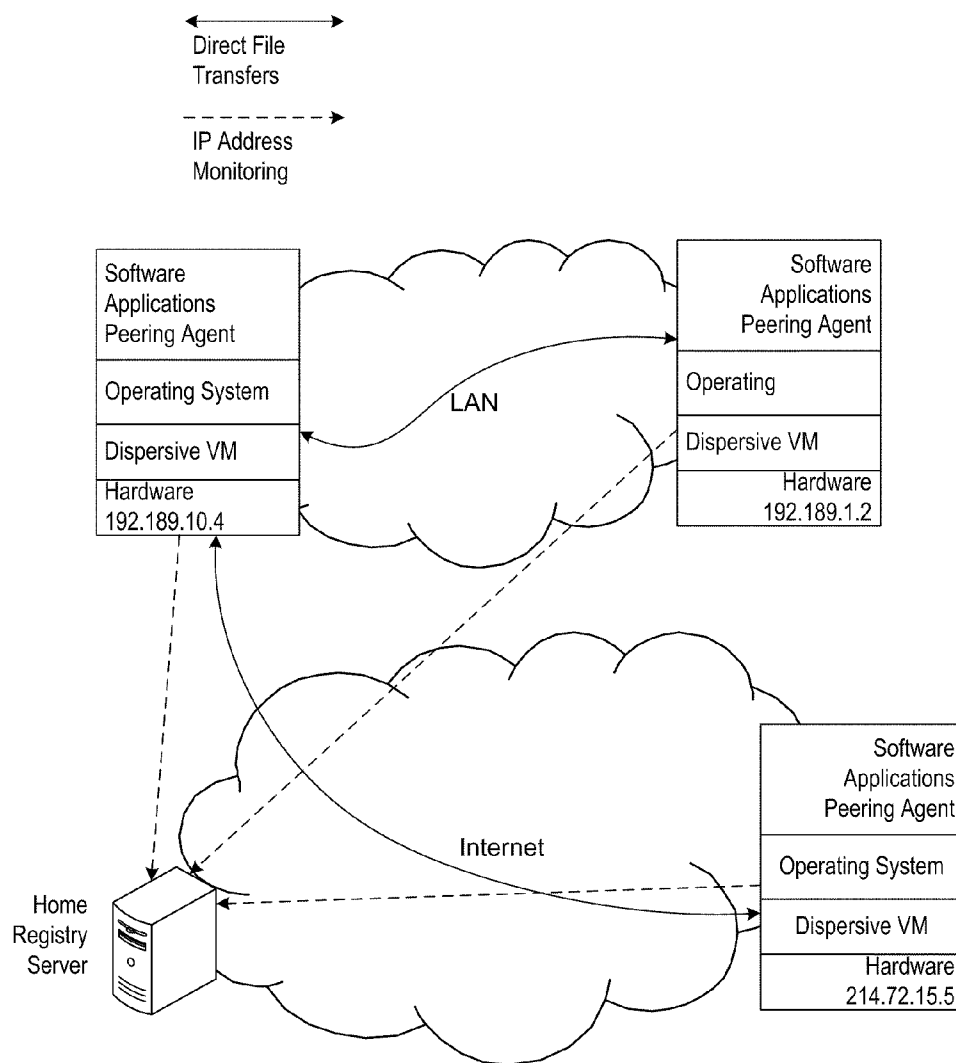 Direct File
Transfers
IP Address
Monitoring
Software
Applications
Peering Agent
Operating System
Dispersive VM
Hardware
192.189.10.4
LAN
Software
Applications
Peering Agent
Operating
Dispersive VM
Hardware
192.189.1.2
Internet
Home
Registry
Server
Software
Applications
Peering Agent
Operating System
Dispersive VM
Hardware
214.72.15.5